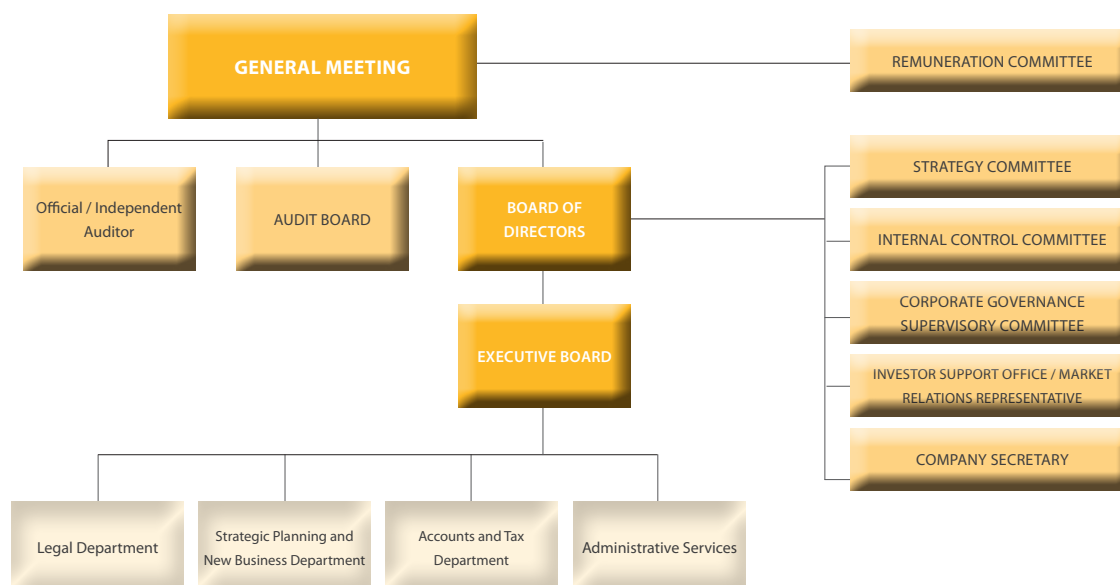 GENERAL MEETING
REMUNERATION COMMITTEE
Official / Independent
Auditor
AUDIT BOARD
BOARD OF
DIRECTORS
STRATEGY COMMITTEE
INTERNAL CONTROL COMMITTEE
CORPORATE GOVERNANCE
SUPERVISORY COMMITTEE
EXECUTIVE BOARD
INVESTOR SUPPORT OFFICE / MARKET
RELATIONS REPRESENTATIVE
COMPANY SECRETARY
Legal Department
Strategic Planning and
New Business Department
Accounts and Tax
Department
Administrative Services